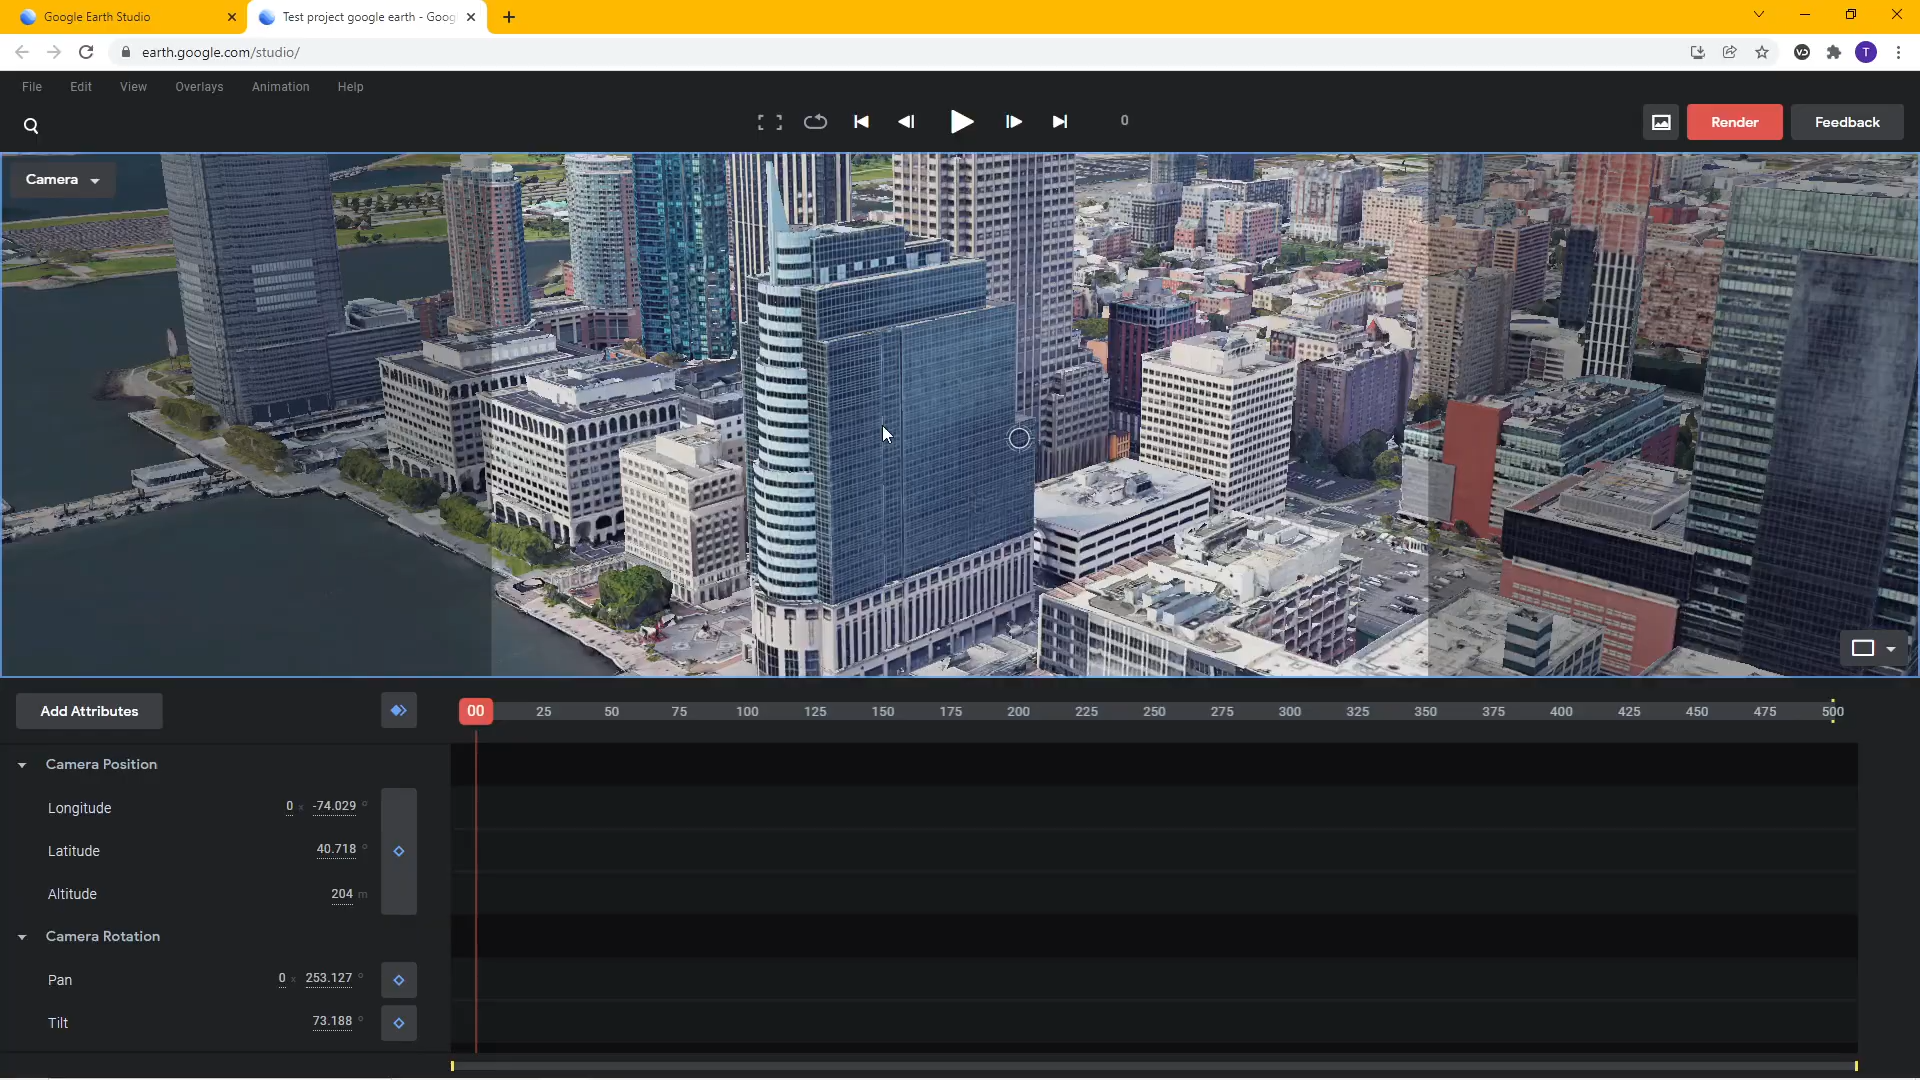 Google Earth Studio
Test project google earth - Goog
earth.google.com/studio/
T
File Edit View Overlays Animation Help
0
Render
Feedback
Camera
Add Attributes
00 25 50 75 100 125 150 175 200 225 250 275 300 325 350 375 400 425 450 475 500
Camera Position
Longitude 0 x -74.029 °
Latitude 40.718 °
Altitude 204 m
Camera Rotation
Pan 0 x 253.127 °
Tilt 73.188 °